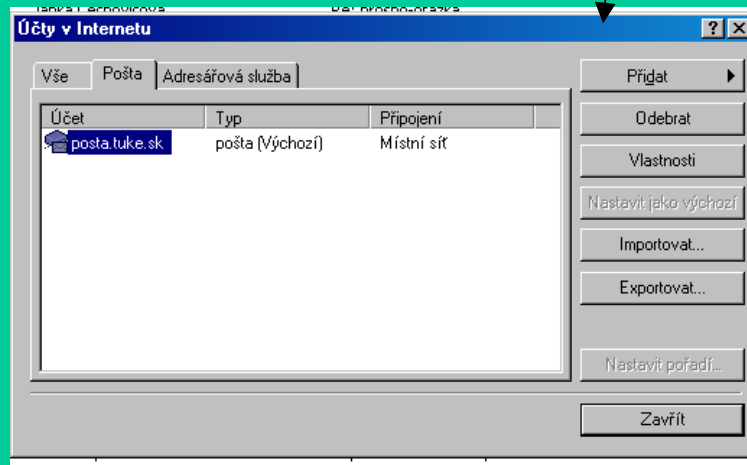 Účty v Internetu
Vše Pošta Adresářová služba
Účet Typ Připojení
posta.tuke.sk pošta (Výchozí) Místní síť
Přidat
Odebrat
Vlastnosti
Nastavit jako výchozí
Importovat...
Exportovat...
Nastavit pořadí...
Zavřít